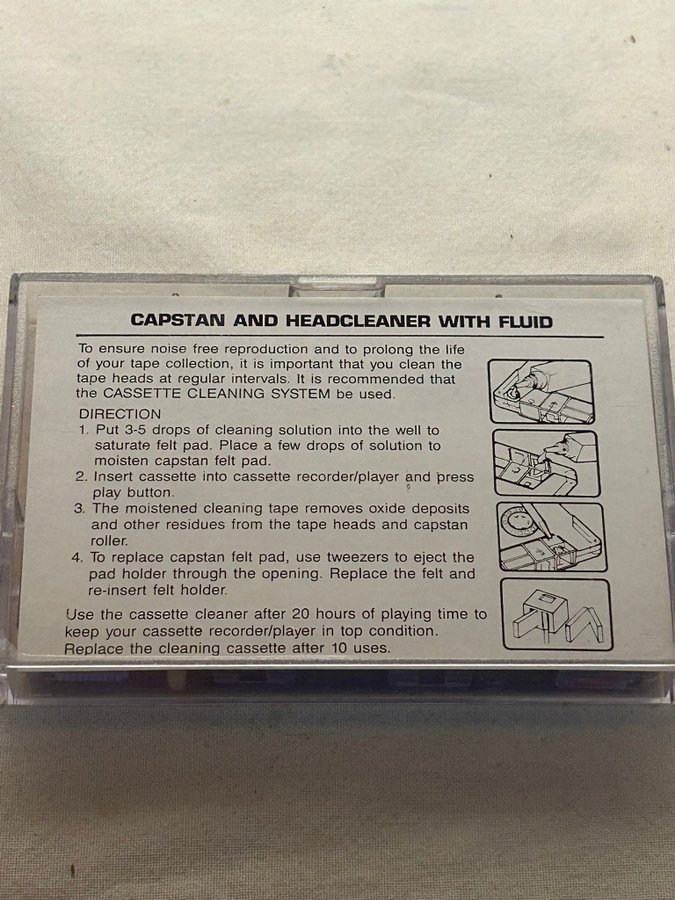 CAPSTAN AND HEADCLEANER WITH FLUID
To ensure noise free reproduction and to prolong the life
of your tape collection, it is important that you clean the
tape heads at regular intervals. It is recommended that
the CASSETTE CLEANING SYSTEM be used.
DIRECTION
1. Put 3-5 drops of cleaning solution into the well to
saturate felt pad. Place a few drops of solution to
moisten capstan felt pad.
2. Insert cassette into cassette recorder/player and press
play button.
3. The moistened cleaning tape removes oxide deposits
and other residues from the tape heads and capstan
roller.
4. To replace capstan felt pad, use tweezers to eject the
pad holder through the opening. Replace the felt and
re-insert felt holder.
Use the cassette cleaner after 20 hours of playing time to
keep your cassette recorder/player in top condition.
Replace the cleaning cassette after 10 uses.